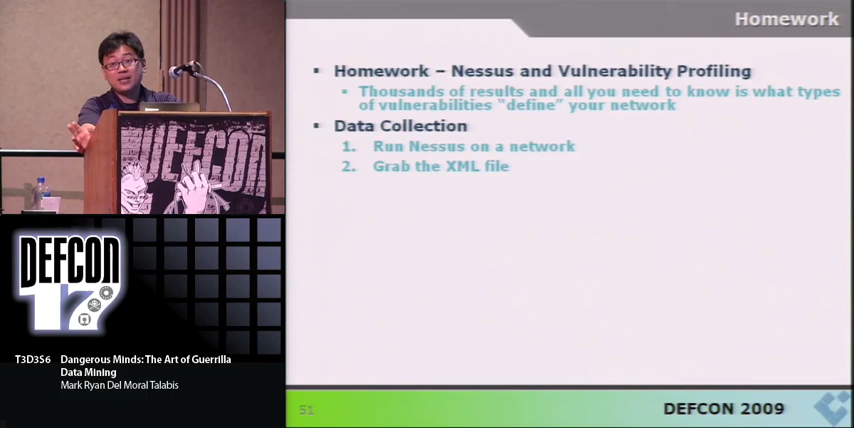 Homework
▪ Homework – Nessus and Vulnerability Profiling
▪ Thousands of results and all you need to know is what types
of vulnerabilities “define” your network
▪ Data Collection
1. Run Nessus on a network
2. Grab the XML file
DEFCON
DEFCON
17
T3D3S6 Dangerous Minds: The Art of Guerrilla
Data Mining
Mark Ryan Del Moral Talabis
51
DEFCON 2009